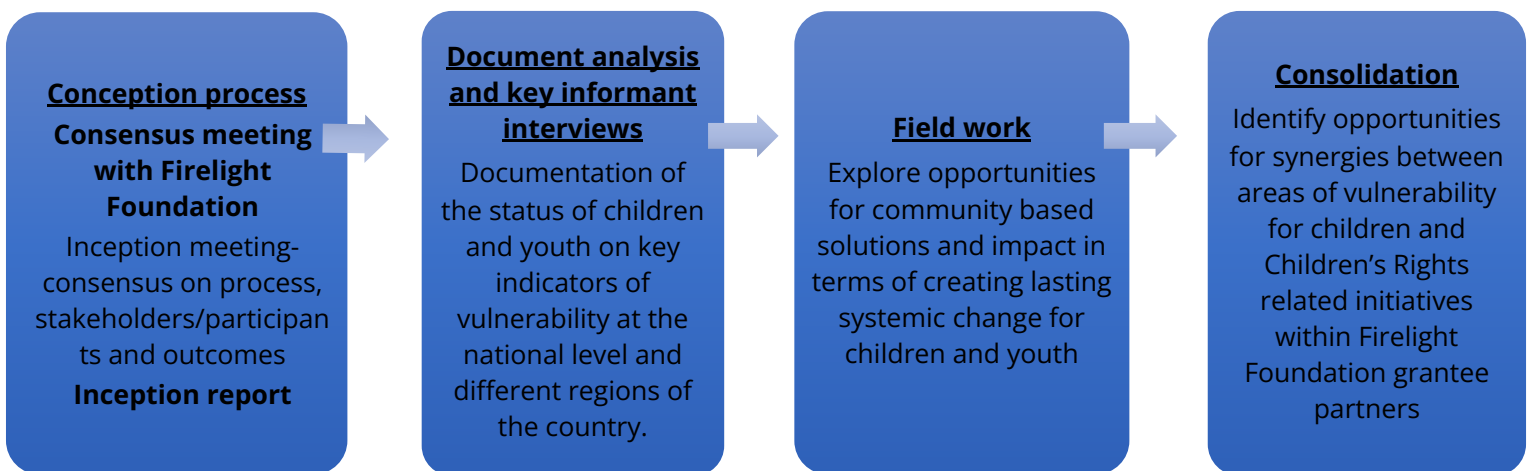 Conception process
Consensus meeting
with Firelight
Foundation
Inception meeting-
consensus on process,
stakeholders/participan
ts and outcomes
Inception report
Document analysis
and key informant
interviews
Documentation of
the status of children
and youth on key
indicators of
vulnerability at the
national level and
different regions of
the country.
Field work
Explore opportunities
for community based
solutions and impact in
terms of creating lasting
systemic change for
children and youth
Consolidation
Identify opportunities
for synergies between
areas of vulnerability
for children and
Children’s Rights
related initiatives
within Firelight
Foundation grantee
partners